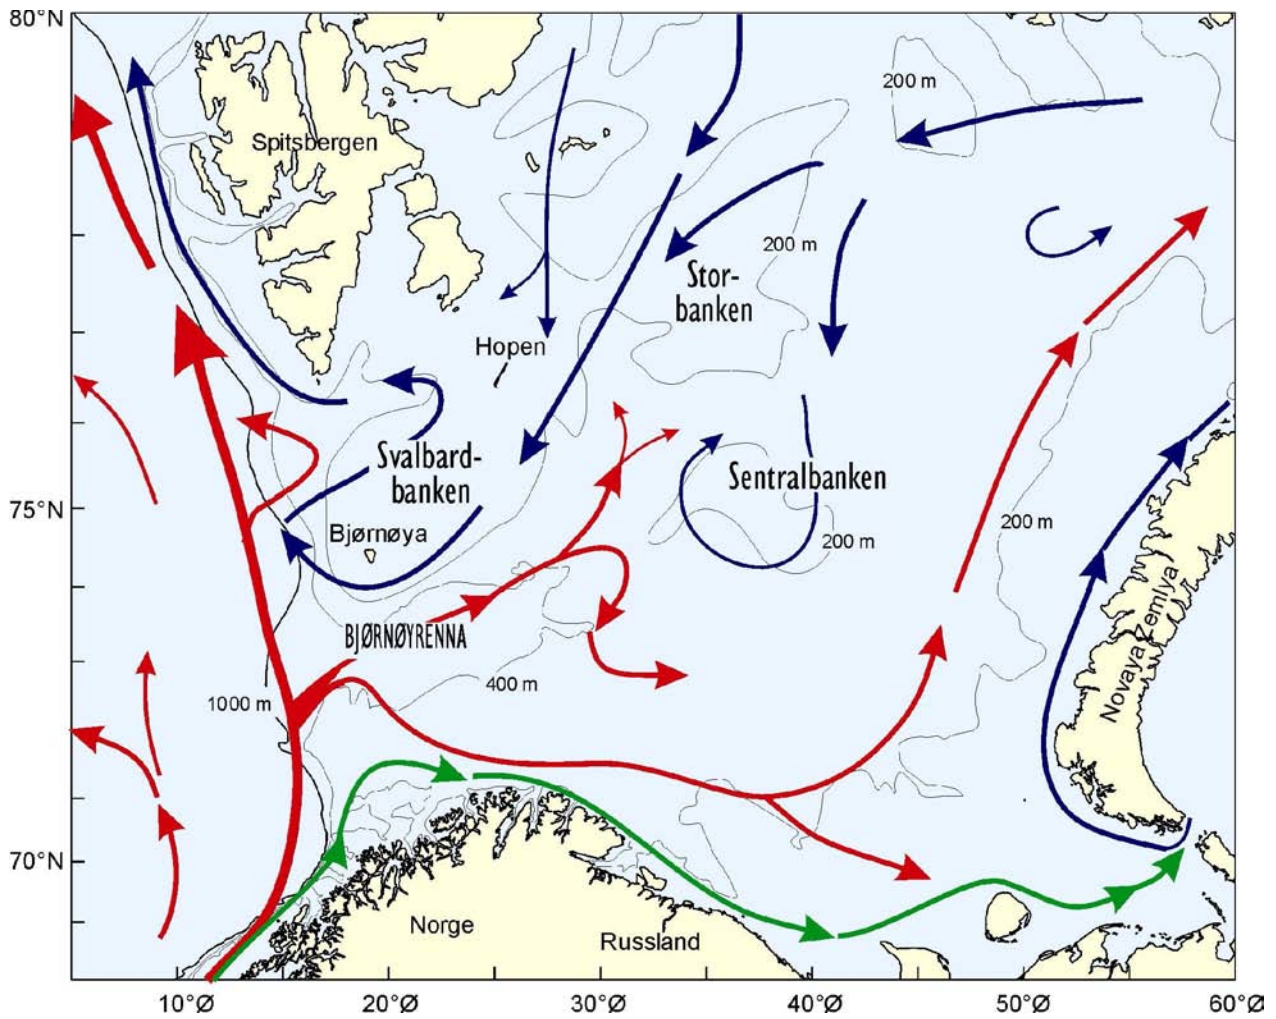 80°N
200 m
Spitsbergen
200 m
Stor-
banken
Hopen
Svalbard-
banken
Sentralbanken
75°N
200 m
Bjørnøya
200 m
BJØRNØYRENNA
Novaya Zemlya
400 m
1000 m
70°N
Norge
Russland
10°Ø
20°Ø
30°Ø
40°Ø
50°Ø
60°Ø